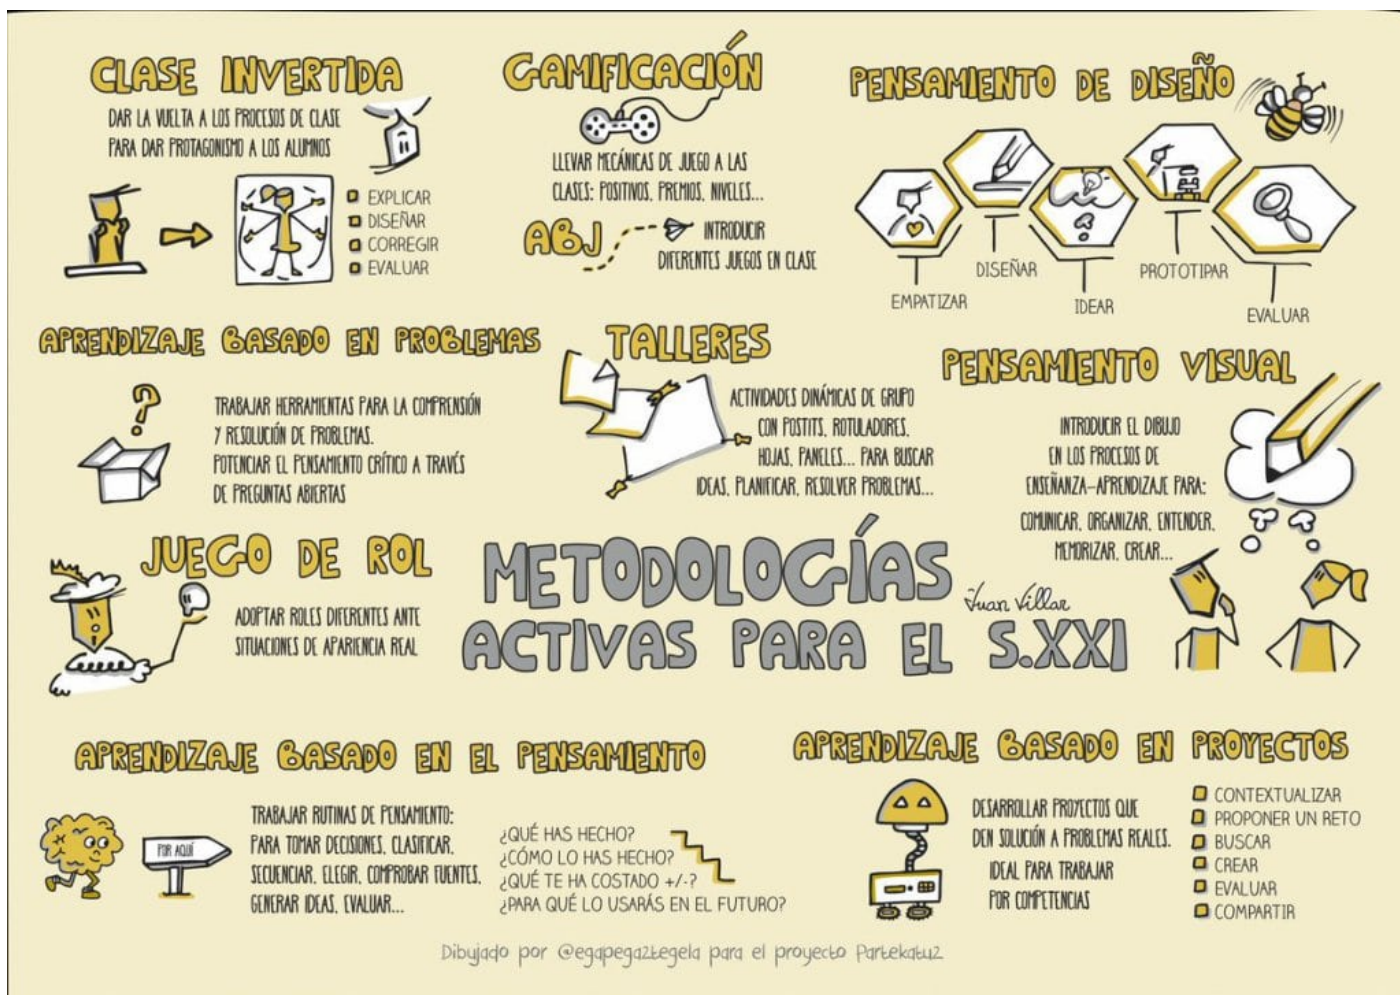 CLASE INVERTIDA
DAR LA VUELTA A LOS PROCESOS DE CLASE
PARA DAR PROTAGONISMO A LOS ALUMNOS
EXPLICAR
DISEÑAR
CORREGIR
EVALUAR
GAMIFICACIÓN
LLEVAR MECÁNICAS DE JUEGO A LAS
CLASES: POSITIVOS, PREMIOS, NIVELES...
ABJ
INTRODUCIR
DIFERENTES JUEGOS EN CLASE
PENSAMIENTO DE DISEÑO
EMPATIZAR
DISEÑAR
IDEAR
PROTOTIPAR
EVALUAR
APRENDIZAJE BASADO EN PROBLEMAS
TRABAJAR HERRAMIENTAS PARA LA COMPRENSIÓN
Y RESOLUCIÓN DE PROBLEMAS.
POTENCIAR EL PENSAMIENTO CRÍTICO A TRAVÉS
DE PREGUNTAS ABIERTAS
TALLERES
ACTIVIDADES DINÁMICAS DE GRUPO
CON POSTITS, ROTULADORES,
HOJAS, PANELES... PARA BUSCAR
IDEAS, PLANIFICAR, RESOLVER PROBLEMAS...
PENSAMIENTO VISUAL
INTRODUCIR EL DIBUJO
EN LOS PROCESOS DE
ENSEÑANZA-APRENDIZAJE PARA:
COMUNICAR, ORGANIZAR, ENTENDER,
MEMORIZAR, CREAR...
JUEGO DE ROL
ADOPTAR ROLES DIFERENTES ANTE
SITUACIONES DE APARIENCIA REAL
METODOLOGÍAS
ACTIVAS PARA EL S.XXI
Juan Villar
APRENDIZAJE BASADO EN EL PENSAMIENTO
POR AQUÍ
TRABAJAR RUTINAS DE PENSAMIENTO:
PARA TOMAR DECISIONES, CLASIFICAR,
SECUENCIAR, ELEGIR, COMPROBAR FUENTES,
GENERAR IDEAS, EVALUAR...
¿QUÉ HAS HECHO?
¿CÓMO LO HAS HECHO?
¿QUÉ TE HA COSTADO +/-?
¿PARA QUÉ LO USARÁS EN EL FUTURO?
APRENDIZAJE BASADO EN PROYECTOS
DESARROLLAR PROYECTOS QUE
DEN SOLUCIÓN A PROBLEMAS REALES.
IDEAL PARA TRABAJAR
POR COMPETENCIAS
CONTEXTUALIZAR
PROPONER UN RETO
BUSCAR
CREAR
EVALUAR
COMPARTIR
Dibujado por @egapega2tegela para el proyecto Partekatu2